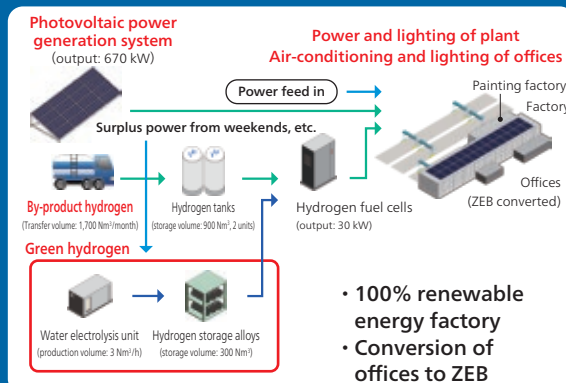 Photovoltaic power
generation system
(output: 670 kW)
Power and lighting of plant
Air-conditioning and lighting of offices
Power feed in
Painting factory
Factory
Surplus power from weekends, etc.
By-product hydrogen
(Transfer volume: 1,700 Nm³/month)
Hydrogen tanks
(storage volume: 900 Nm³, 2 units)
Hydrogen fuel cells
(output: 30 kW)
Offices
(ZEB converted)
Green hydrogen
Water electrolysis unit
(production volume: 3 Nm³/h)
Hydrogen storage alloys
(storage volume: 300 Nm³)
・100% renewable
energy factory
・Conversion of
offices to ZEB